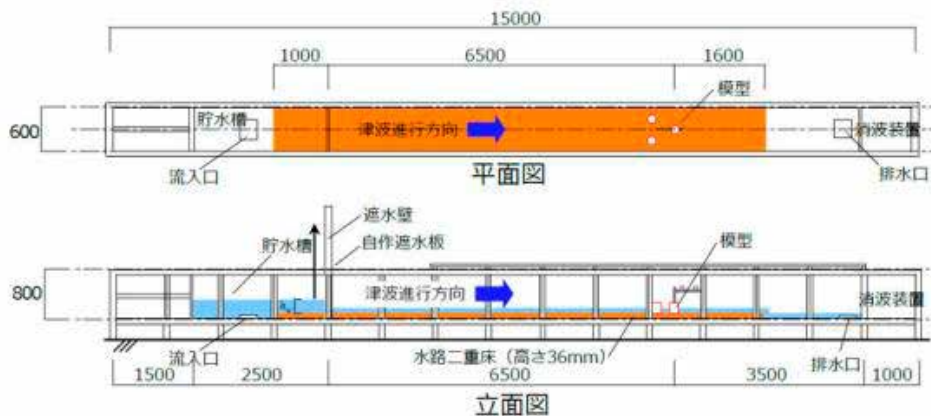 15000
1000
6500
1600
模型
600
貯水槽
津波進行方向
消波装置
流入口
平面図
排水口
遮水壁
貯水槽
自作遮水板
模型
800
津波進行方向
消波装置
流入口
水路二重床（高さ36mm）
排水口
1500
2500
6500
3500
1000
立面図